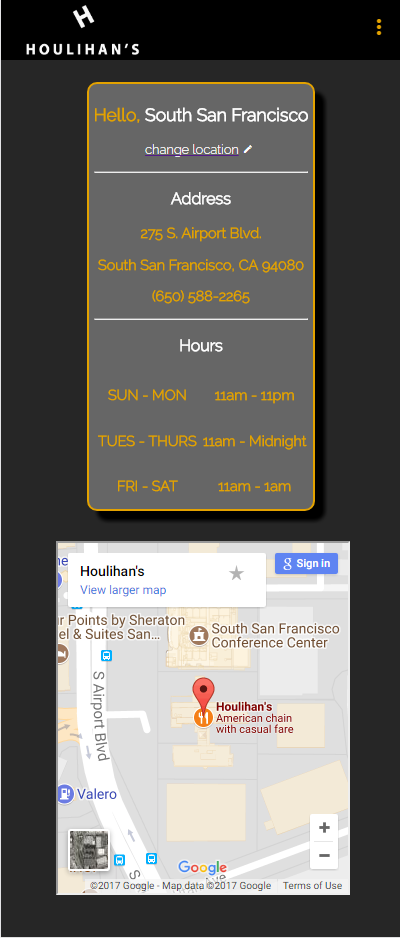 H
HOULIHAN'S
Hello, South San Francisco
change location
Address
275 S. Airport Blvd.
South San Francisco, CA 94080
(650) 588-2265
Hours
SUN - MON 11am - 11pm
TUES - THURS 11am - Midnight
FRI - SAT 11am - 1am
Houlihan's
View larger map
g Sign in
r Points by Sheraton
el & Suites San...
South San Francisco
Conference Center
S Airport Blvd
Houlihan's
American chain
with casual fare
Valero
+
−
Google
©2017 Google - Map data ©2017 Google Terms of Use